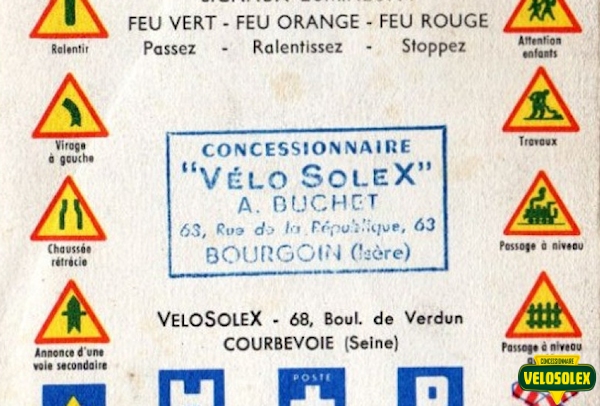 FEU VERT - FEU ORANGE - FEU ROUGE
Passez - Ralentissez - Stoppez
Ralentir
Attention
enfants
Virage
à gauche
Travaux
Chaussée
rétrécie
Passage à niveau
Annonce d'une
voie secondaire
Passage à niveau
CONCESSIONNAIRE
"VÉLO SOLEX"
A. BUCHET
63, Rue de la République, 63
BOURGOIN (Isère)
VELOSOLEX - 68, Boul. de Verdun
COURBEVOIE (Seine)
H
POSTE
CONCESSIONNAIRE
VELOSOLEX